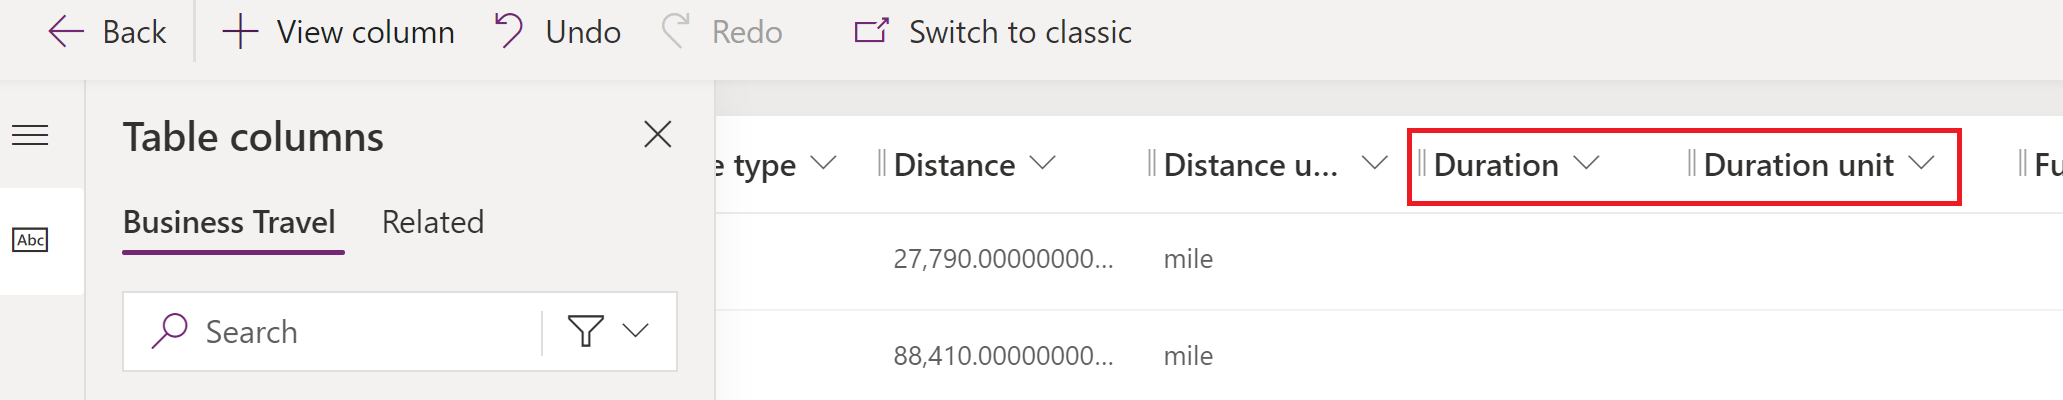 Back View column Undo Redo Switch to classic
Table columns
Business Travel Related
Abc
Search
e type Distance Distance u... Duration Duration unit Fu
27,790.00000000... mile
88,410.00000000... mile